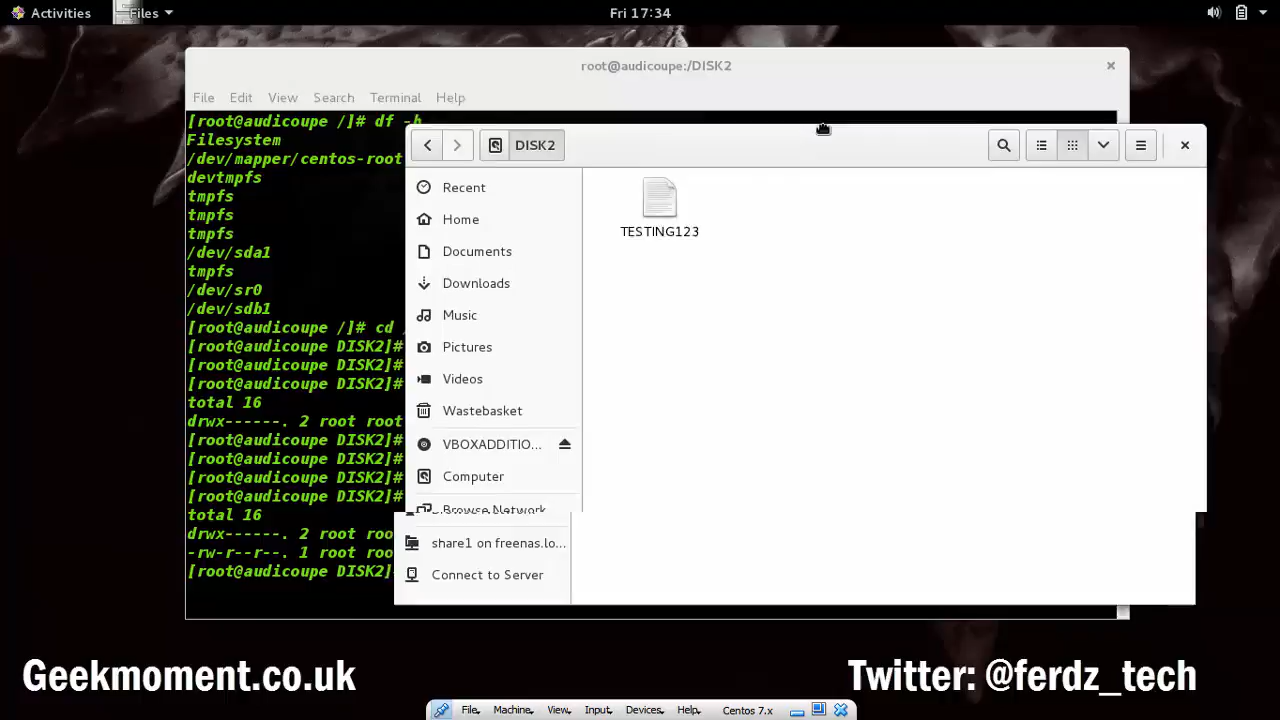 Activities Files Fri 17:34
root@audicoupe:/DISK2
File Edit View Search Terminal Help
[root@audicoupe /]# df -h
Filesystem
/dev/mapper/centos-root
devtmpfs
tmpfs
tmpfs
tmpfs
/dev/sda1
tmpfs
/dev/sr0
/dev/sdb1
[root@audicoupe /]# cd
[root@audicoupe DISK2]#
[root@audicoupe DISK2]#
[root@audicoupe DISK2]#
total 16
drwx------. 2 root root
[root@audicoupe DISK2]#
[root@audicoupe DISK2]#
[root@audicoupe DISK2]#
[root@audicoupe DISK2]#
total 16
drwx------. 2 root roo
-rw-r--r--. 1 root roo
[root@audicoupe DISK2]
DISK2
Recent
Home
Documents
Downloads
Music
Pictures
Videos
Wastebasket
VBOXADDITIO...
Computer
Browse Network
share1 on freenas.lo...
Connect to Server
TESTING123
Geekmoment.co.uk
Twitter: @ferdz_tech
File Machine View Input Devices Help Centos 7.x